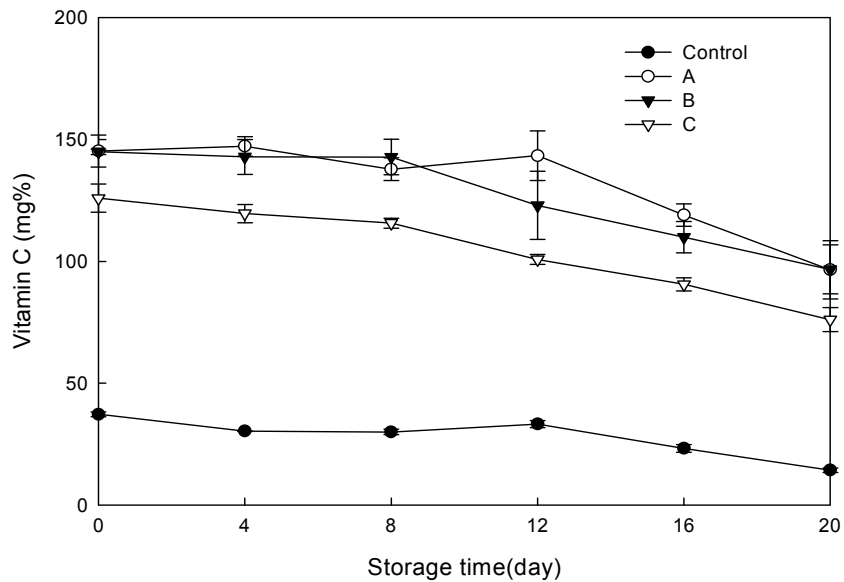 200
150
100
50
0
Vitamin C (mg%)
Control
A
B
C
0 4 8 12 16 20
Storage time(day)